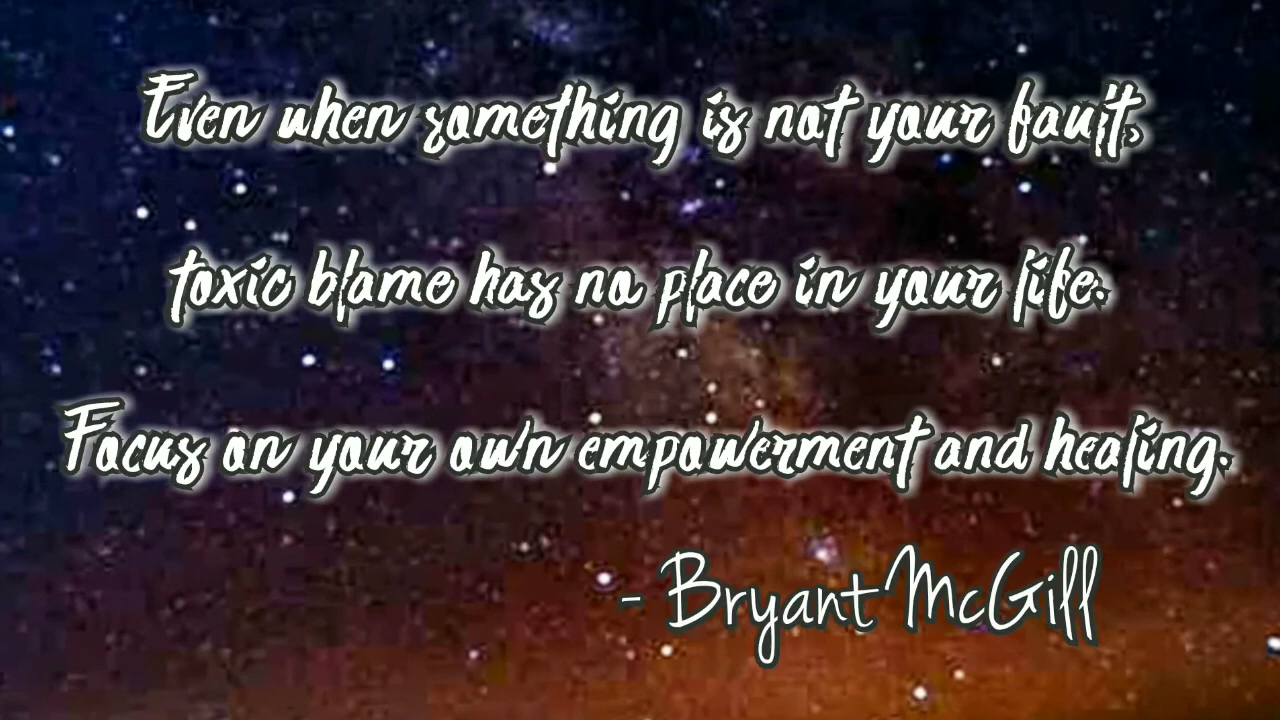 Even when something is not your fault,
toxic blame has no place in your life.
Focus on your own empowerment and healing.
- Bryant McGill